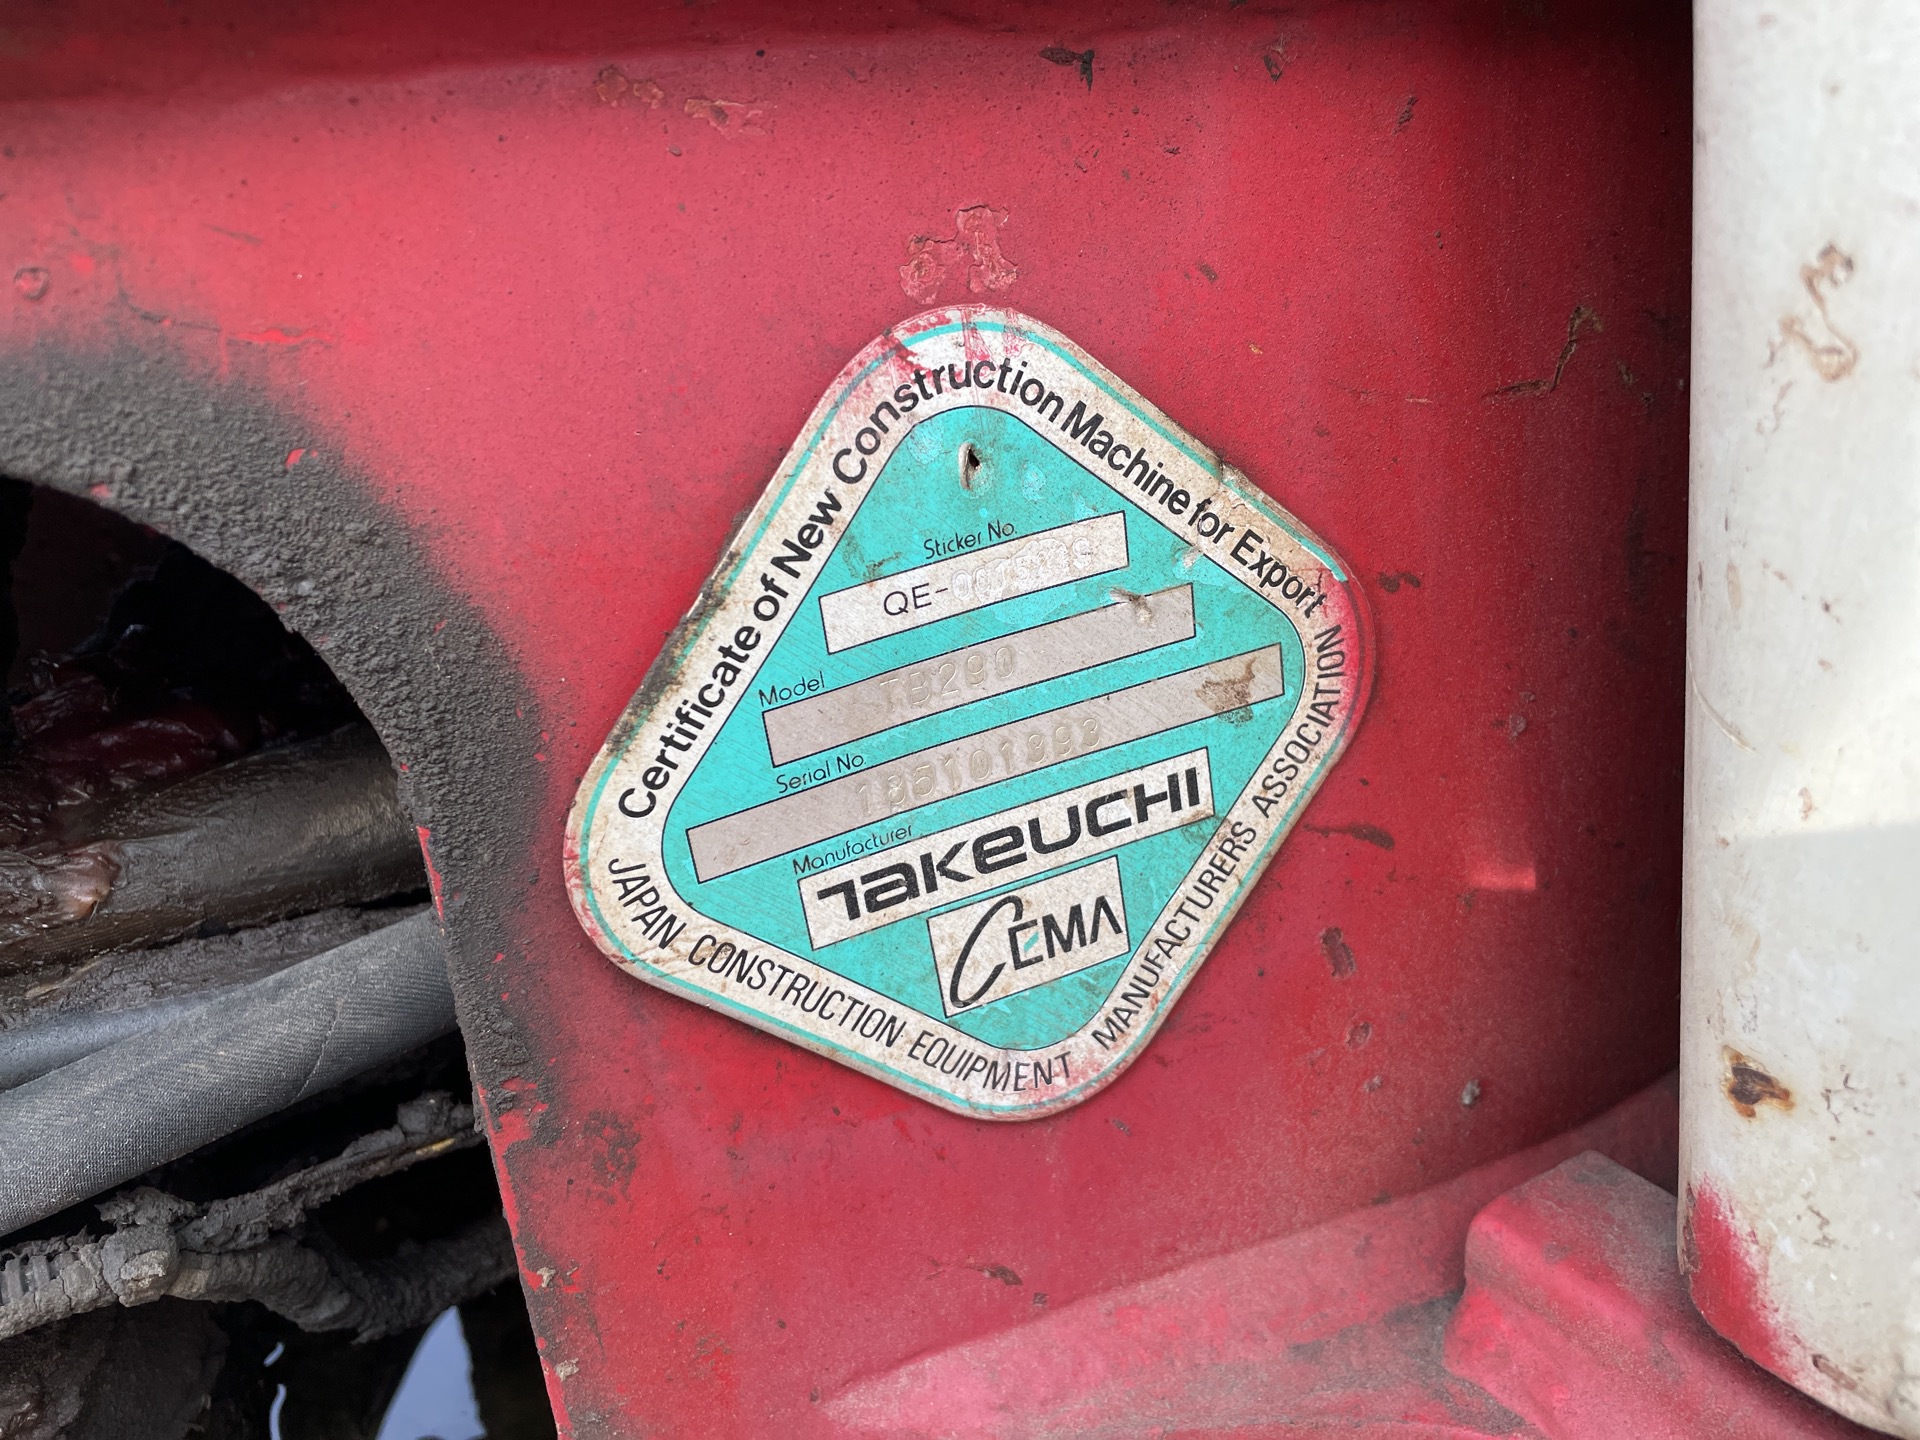 Certificate of New Construction Machine for Export
Sticker No.
QE-
Model
TB290
Serial No.
Manufacturer
TAKEUCHI
CEMA
JAPAN CONSTRUCTION EQUIPMENT MANUFACTURERS ASSOCIATION